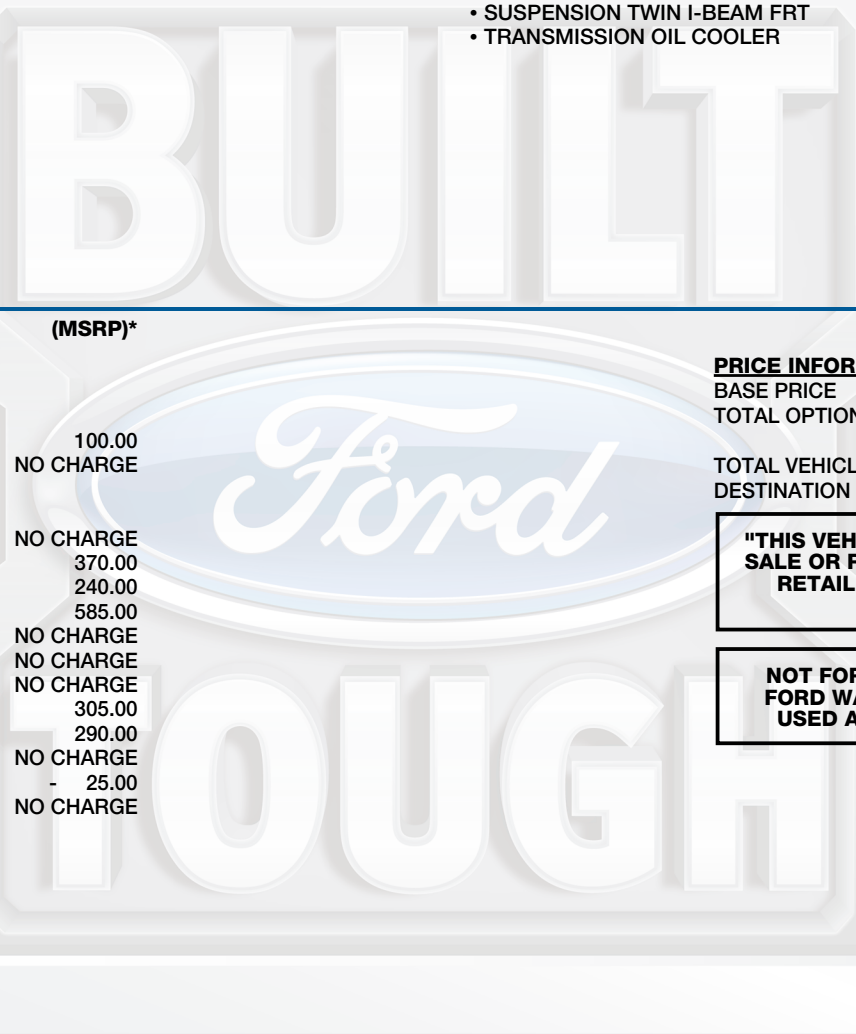 • SUSPENSION TWIN I-BEAM FRT
• TRANSMISSION OIL COOLER
BUILT
(MSRP)*
100.00
NO CHARGE
NO CHARGE
370.00
240.00
585.00
NO CHARGE
NO CHARGE
NO CHARGE
305.00
290.00
NO CHARGE
- 25.00
NO CHARGE
Ford
TOUGH
PRICE INFOR
BASE PRICE
TOTAL OPTION
TOTAL VEHICL
DESTINATION
"THIS VEH
SALE OR F
RETAIL
NOT FOR
FORD WA
USED A